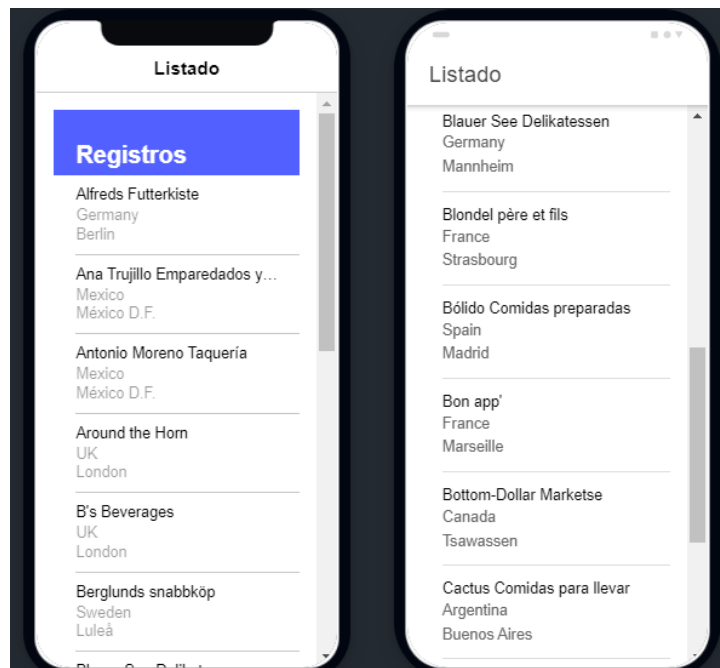 Listado
Registros
Alfreds Futterkiste
Germany
Berlin
Ana Trujillo Emparedados y...
Mexico
México D.F.
Antonio Moreno Taquería
Mexico
México D.F.
Around the Horn
UK
London
B's Beverages
UK
London
Berglunds snabbköp
Sweden
Luleå
Listado
Blauer See Delikatessen
Germany
Mannheim
Blondel père et fils
France
Strasbourg
Bólido Comidas preparadas
Spain
Madrid
Bon app'
France
Marseille
Bottom-Dollar Marketse
Canada
Tsawassen
Cactus Comidas para llevar
Argentina
Buenos Aires